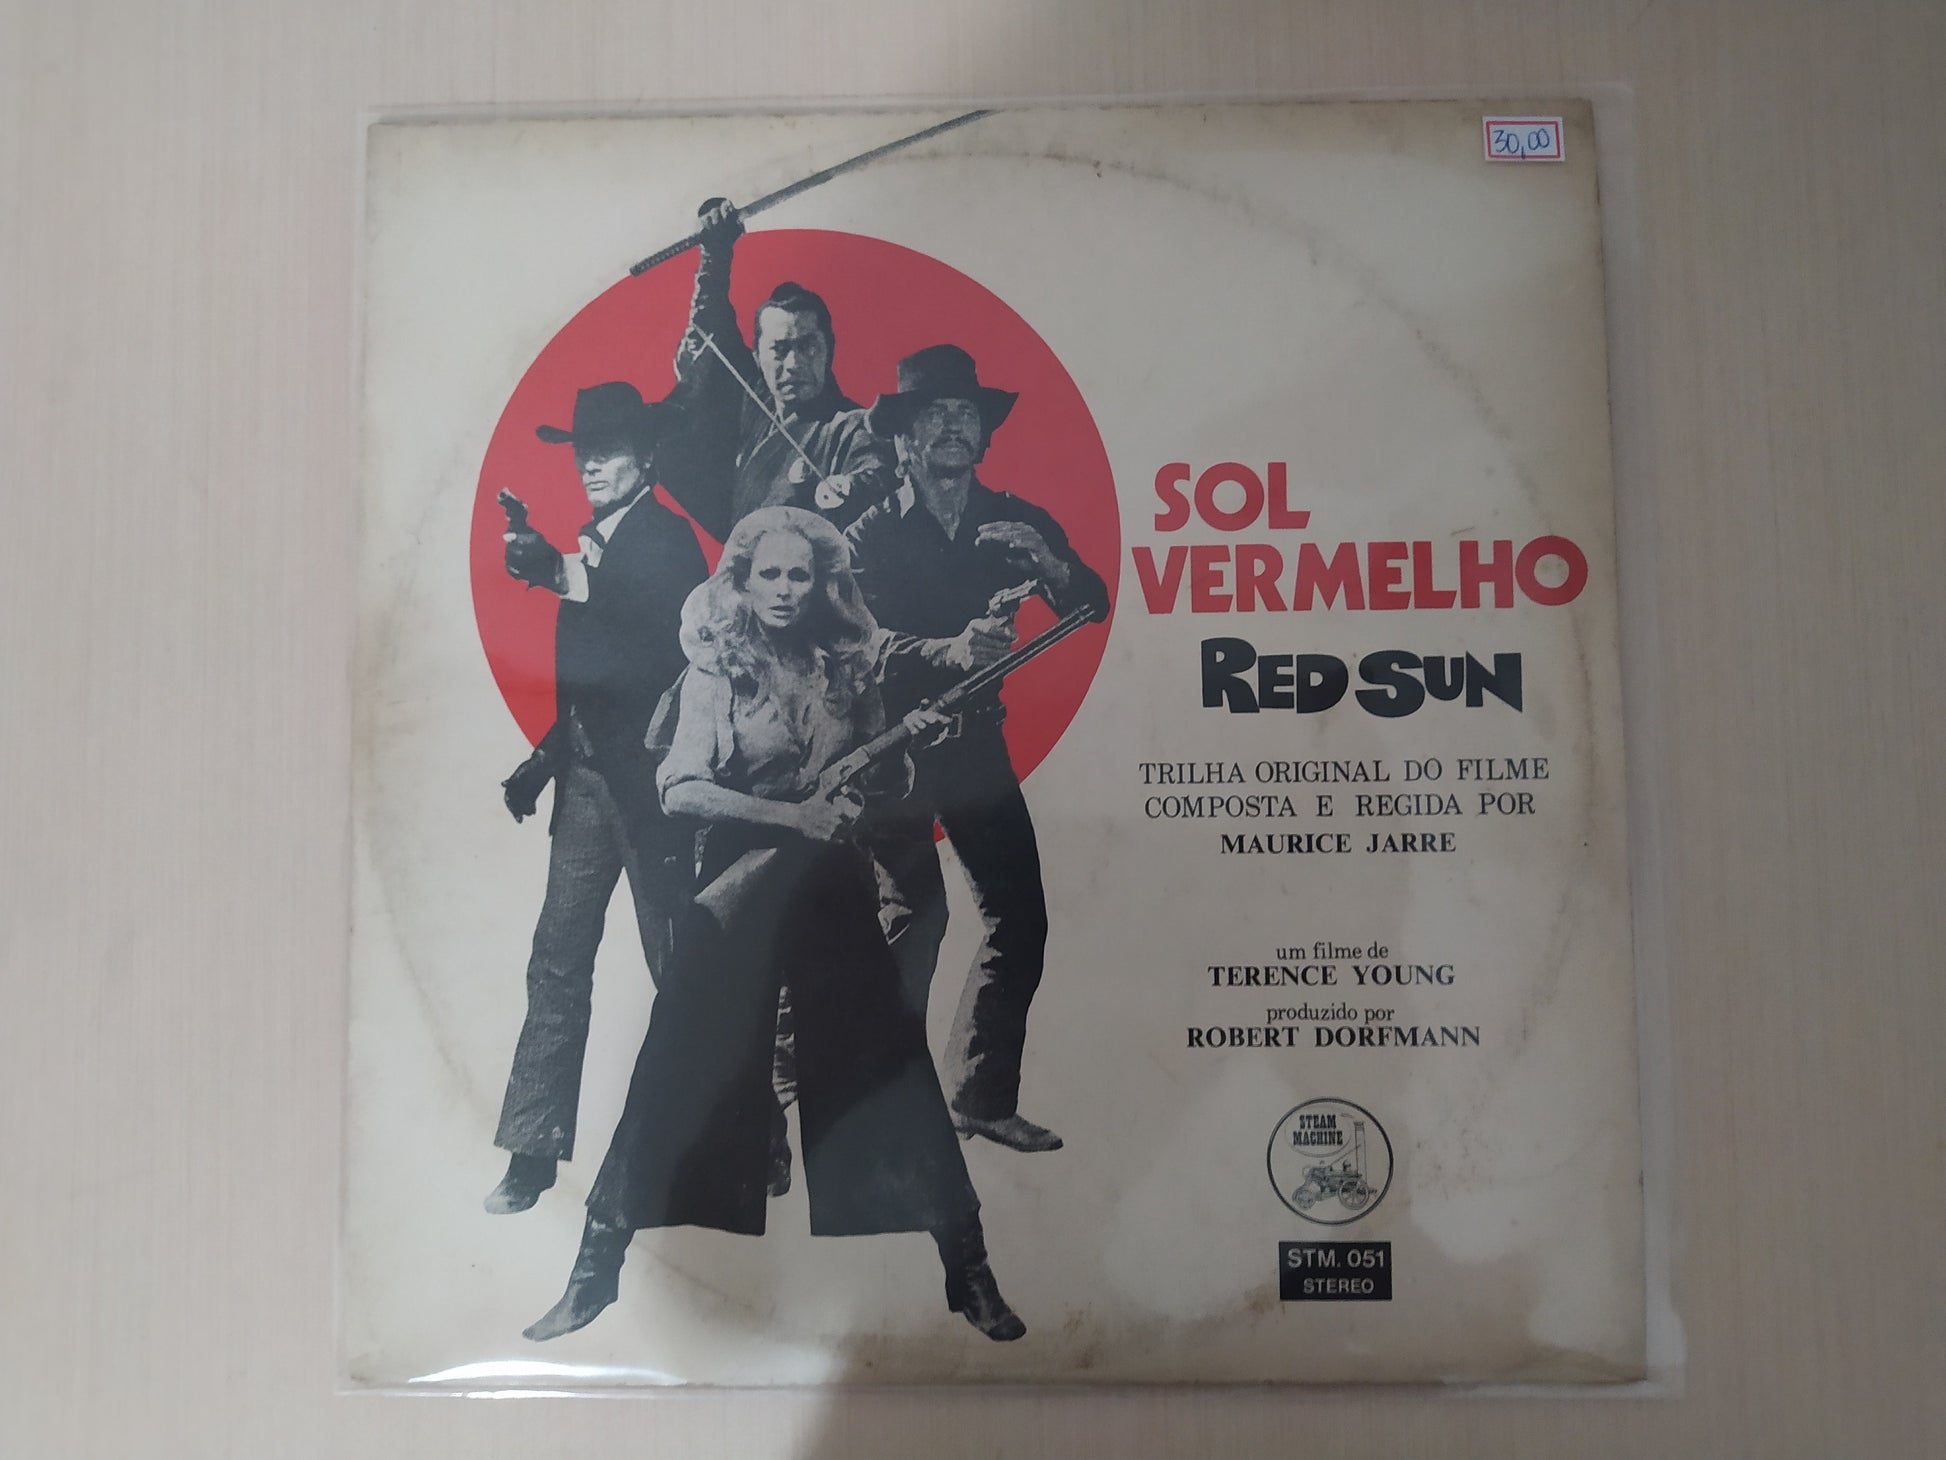 30,00
SOL
VERMELHO
RED SUN
TRILHA ORIGINAL DO FILME
COMPOSTA E REGIDA POR
MAURICE JARRE
um filme de
TERENCE YOUNG
produzido por
ROBERT DORFMANN
STEAM
MACHINE
STM. 051
STEREO